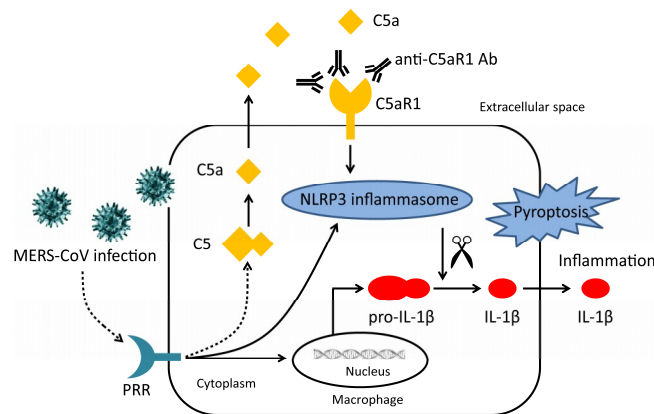 C5a
anti-C5aR1 Ab
C5aR1
Extracellular space
C5a
NLRP3 inflammasome
Pyroptosis
C5
MERS-CoV infection
Inflammation
pro-IL-1β
IL-1β
IL-1β
PRR
Cytoplasm
Nucleus
Macrophage